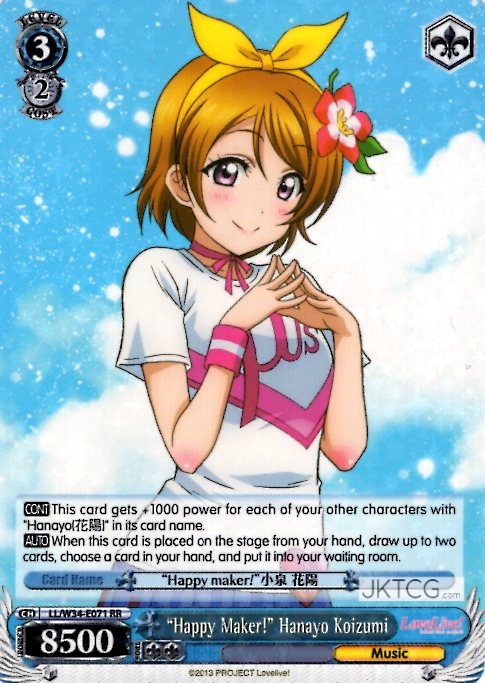 LEVEL
3
2
COST
μ's
CONT This card gets +1000 power for each of your other characters with
"Hanayo(花陽)" in its card name.
AUTO When this card is placed on the stage from your hand, draw up to two
cards, choose a card in your hand, and put it into your waiting room.
Card Name
"Happy maker!"小泉 花陽
JKTCG.com
CH
LL/W34-E071 RR
"Happy Maker!" Hanayo Koizumi
LoveLive!
8500
Music
©2013 PROJECT Lovelive!